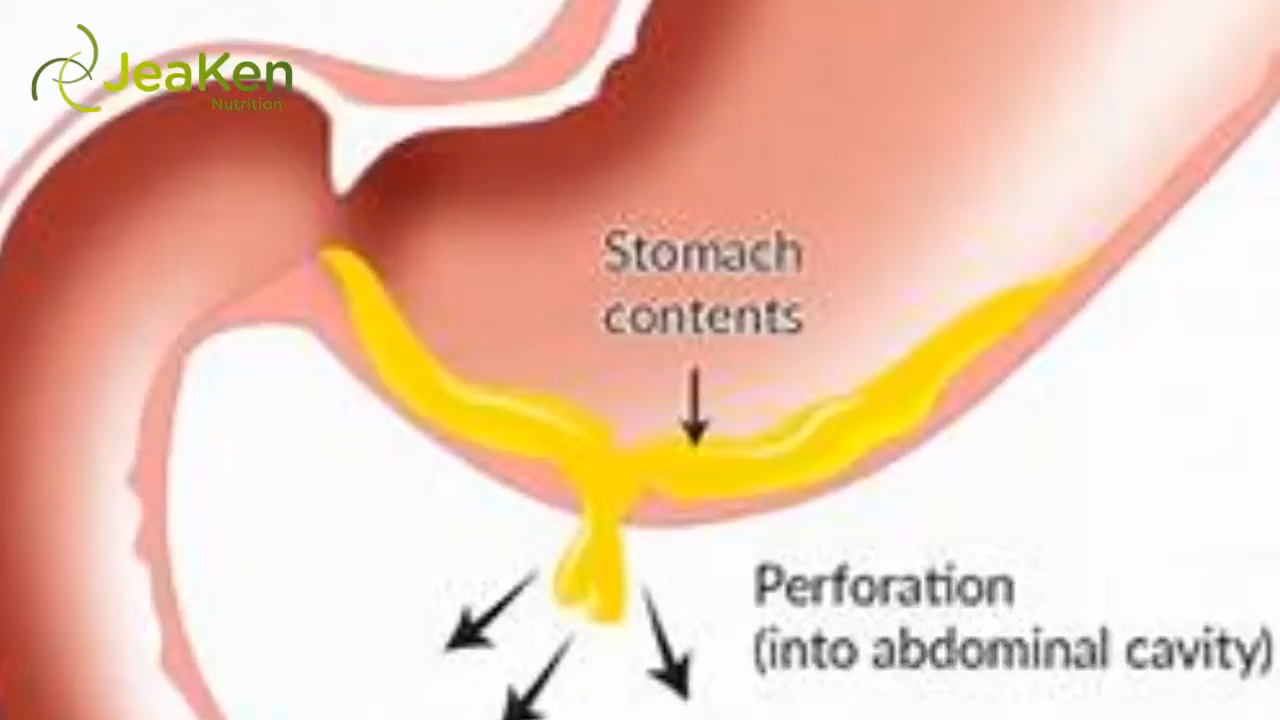 JeaKen
Nutrition
Stomach
contents
Perforation
(into abdominal cavity)